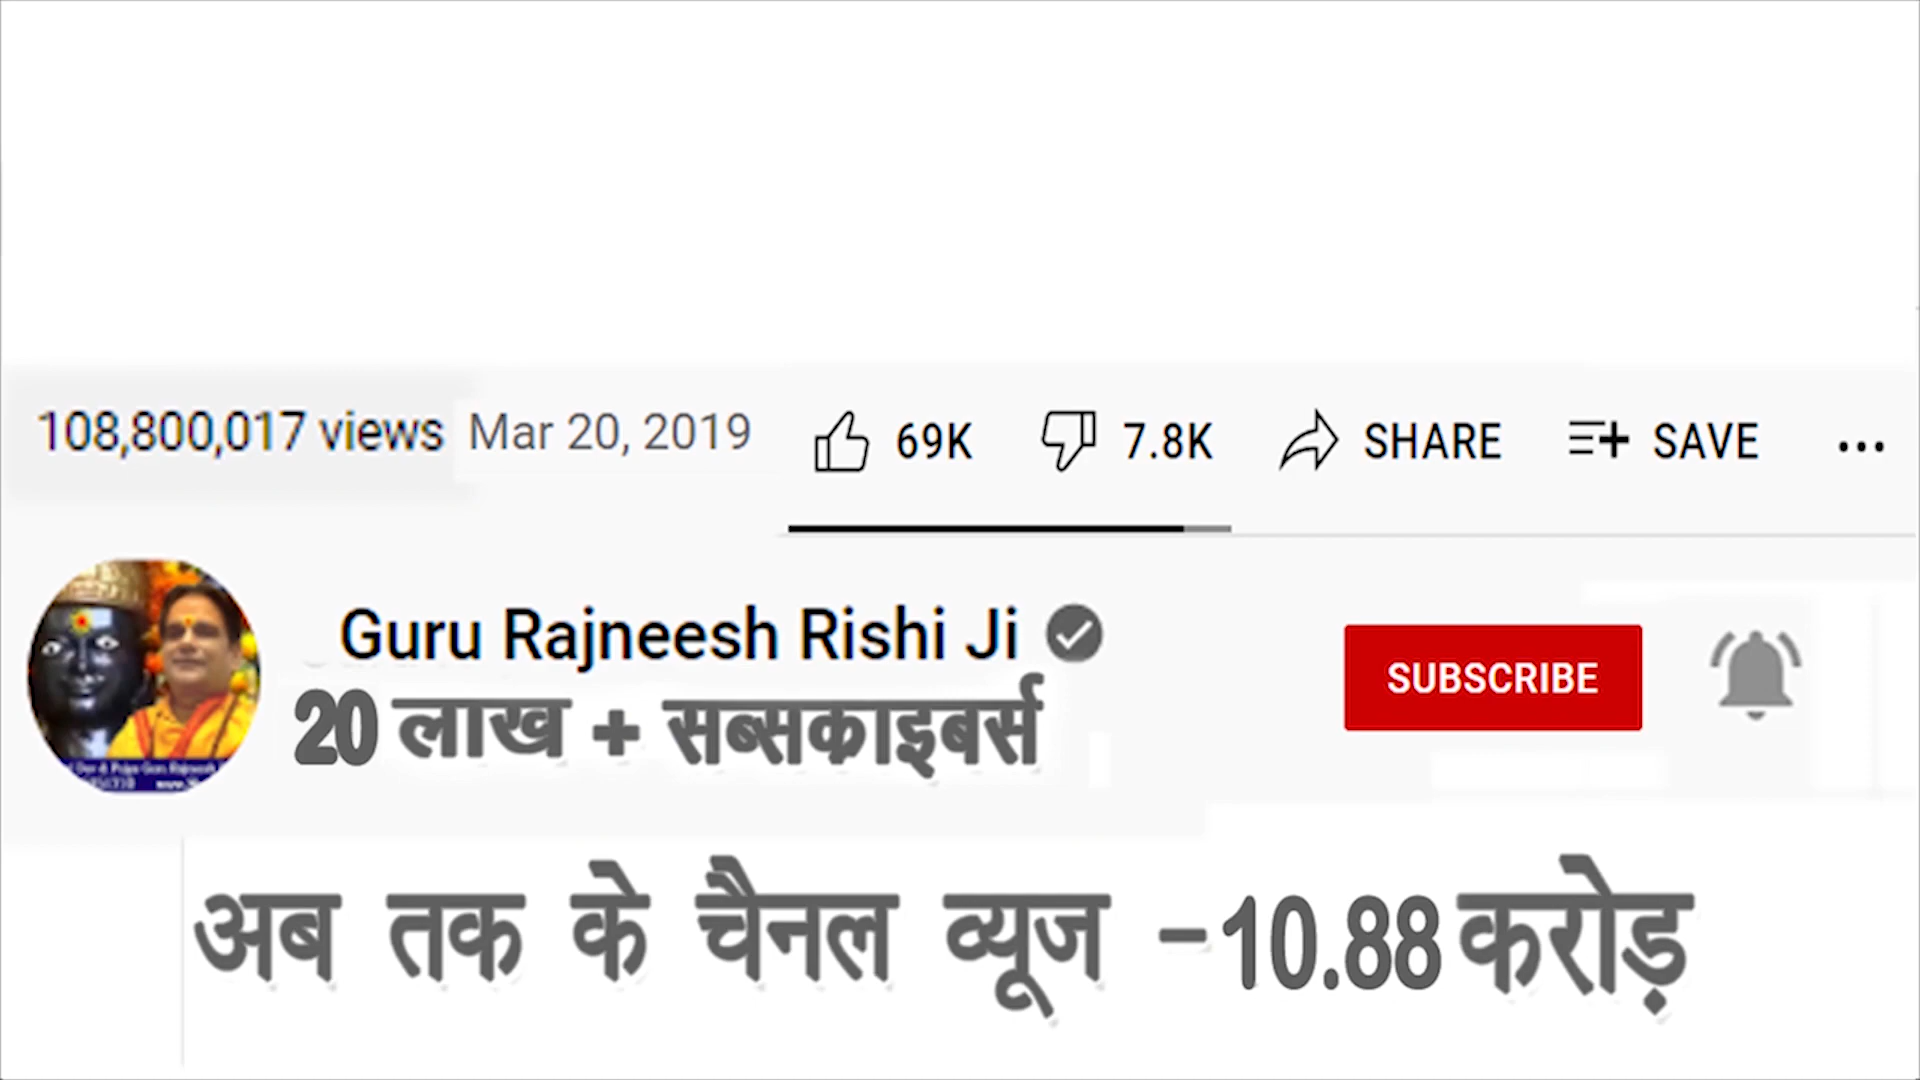 108,800,017 views Mar 20, 2019 69K 7.8K SHARE SAVE ...
Guru Rajneesh Rishi Ji
20 लाख + सब्सकाइबर्स
SUBSCRIBE
अब तक के चैनल व्यूज -10.88 करोड़